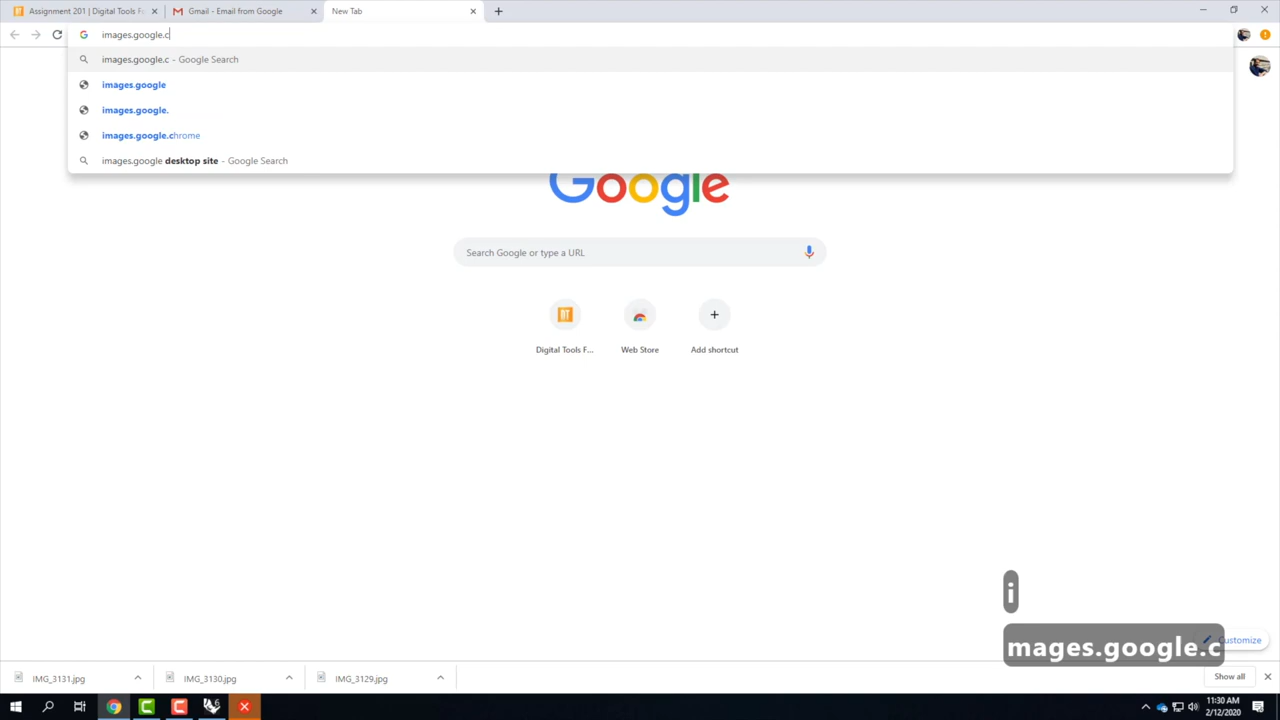 Assignment 201 | Digital Tools F
Gmail - Email from Google
New Tab
images.google.c
images.google.c - Google Search
images.google
images.google.
images.google.chrome
images.google desktop site - Google Search
Google
Search Google or type a URL
DT
Digital Tools F...
Web Store
Add shortcut
i
mages.google.c
Customize
IMG_3131.jpg
IMG_3130.jpg
IMG_3129.jpg
Show all
11:30 AM
2/12/2020